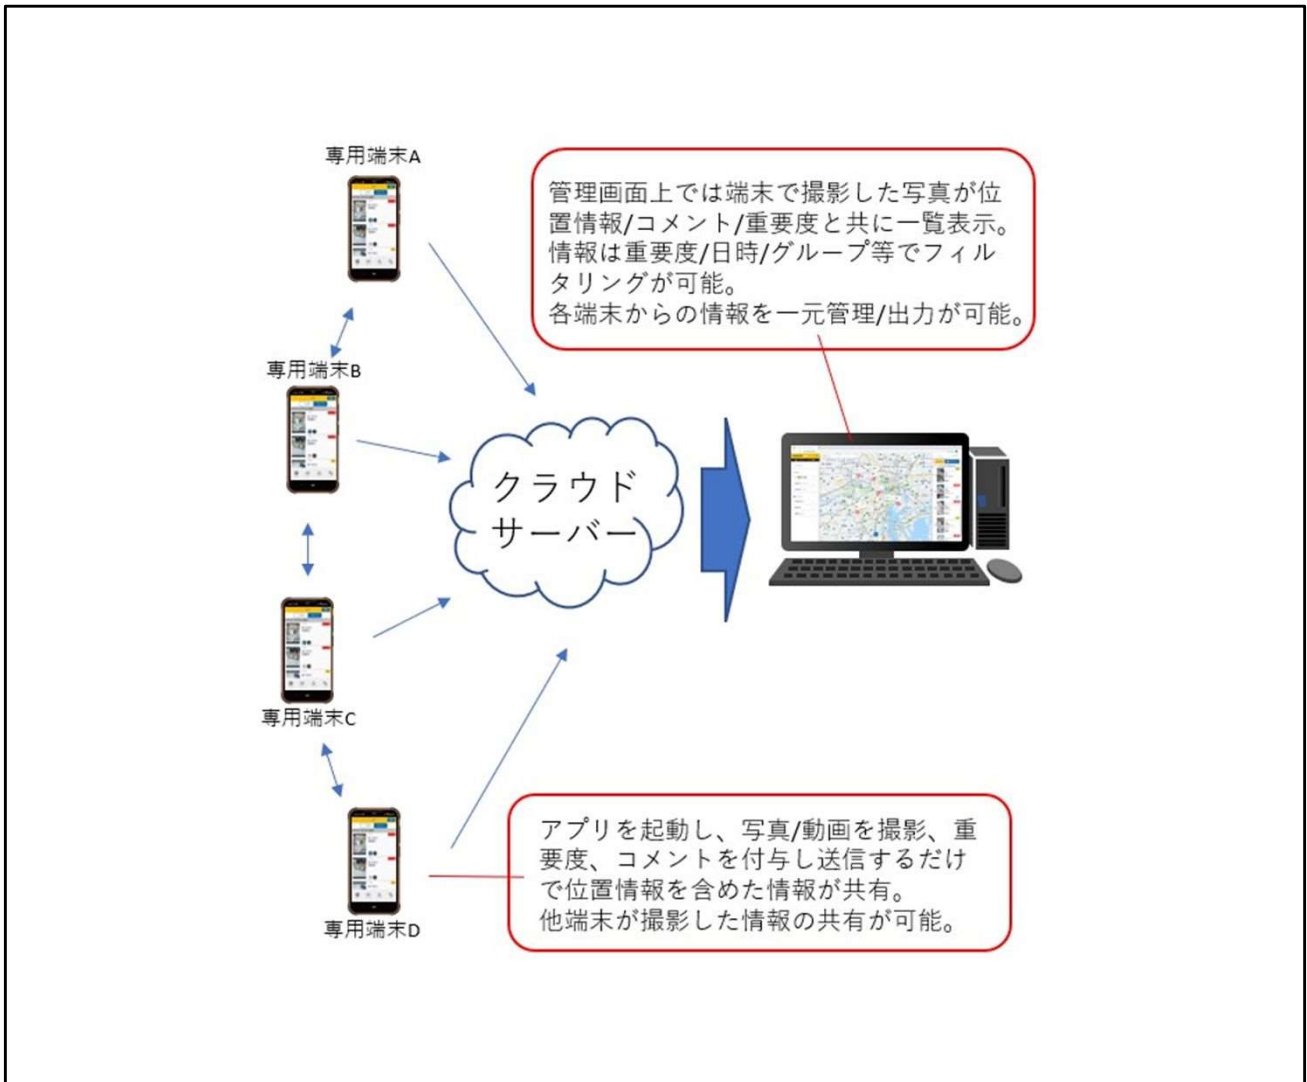 専用端末A
管理画面上では端末で撮影した写真が位
置情報/コメント/重要度と共に一覧表示。
情報は重要度/日時/グループ等でフィル
タリングが可能。
各端末からの情報を一元管理/出力が可能。
専用端末B
クラウド
サーバー
専用端末C
アプリを起動し、写真/動画を撮影、重
要度、コメントを付与し送信するだけ
で位置情報を含めた情報が共有。
他端末が撮影した情報の共有が可能。
専用端末D